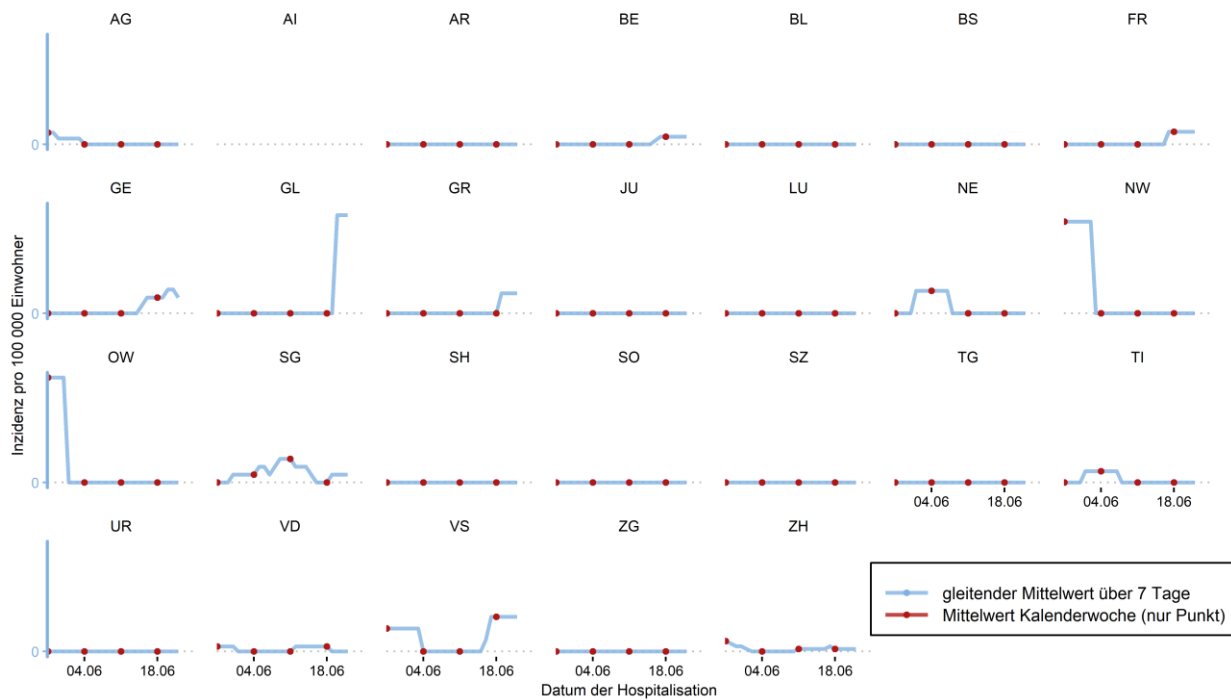 AG AI AR BE BL BS FR
0
GE GL GR JU LU NE NW
0
OW SG SH SO SZ TG TI
0
04.06 18.06 04.06 18.06
UR VD VS ZG ZH
0
04.06 18.06 04.06 18.06 04.06 18.06 04.06 18.06 04.06 18.06
Inzidenz pro 100 000 Einwohner
Datum der Hospitalisation
gleitender Mittelwert über 7 Tage
Mittelwert Kalenderwoche (nur Punkt)